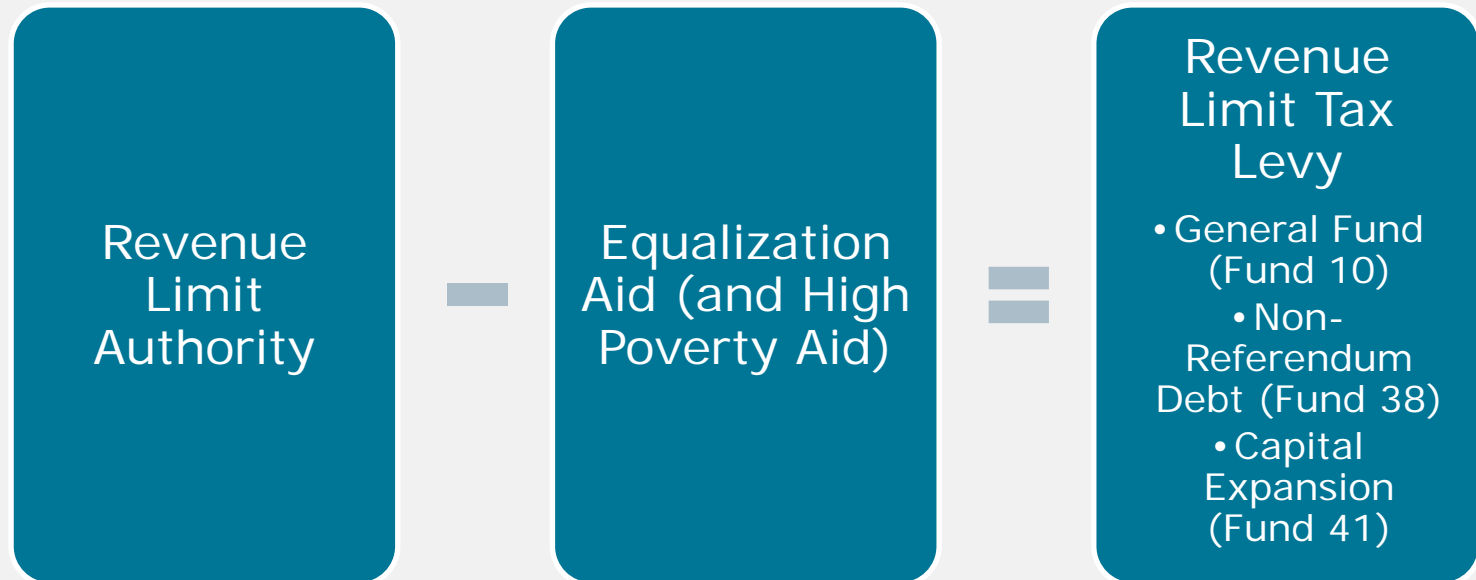 Revenue
Limit
Authority
-
Equalization
Aid (and High
Poverty Aid)
=
Revenue
Limit Tax
Levy
• General Fund
(Fund 10)
• Non-
Referendum
Debt (Fund 38)
• Capital
Expansion
(Fund 41)